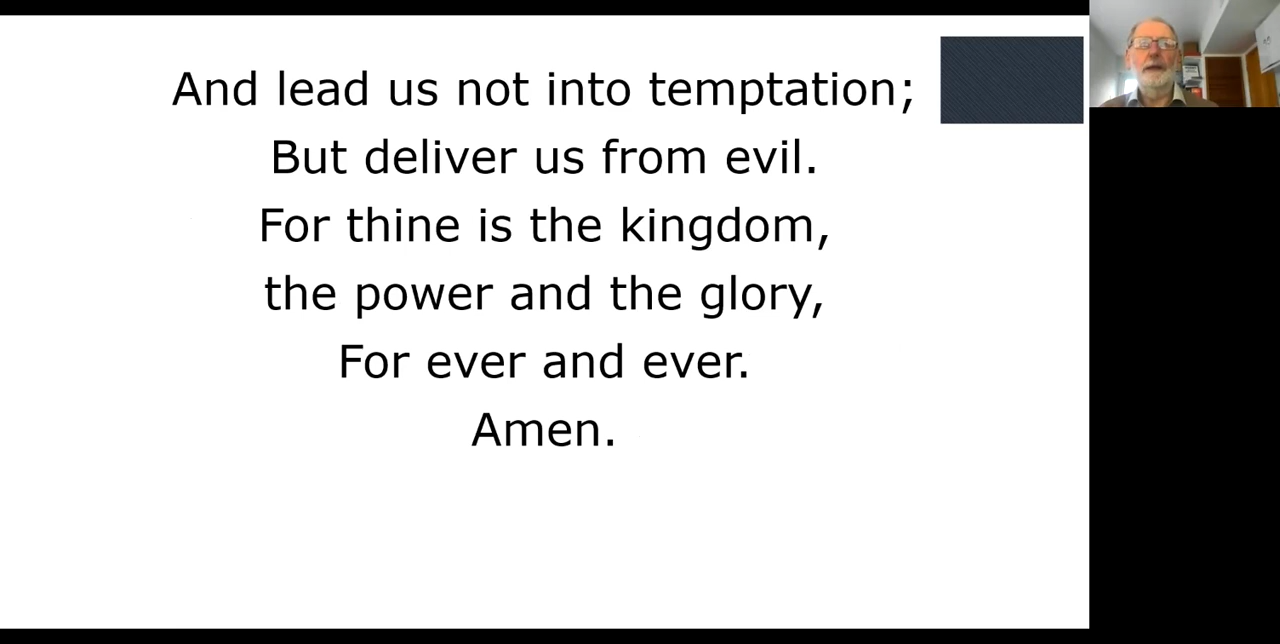 And lead us not into temptation;
But deliver us from evil.
For thine is the kingdom,
the power and the glory,
For ever and ever.
Amen.